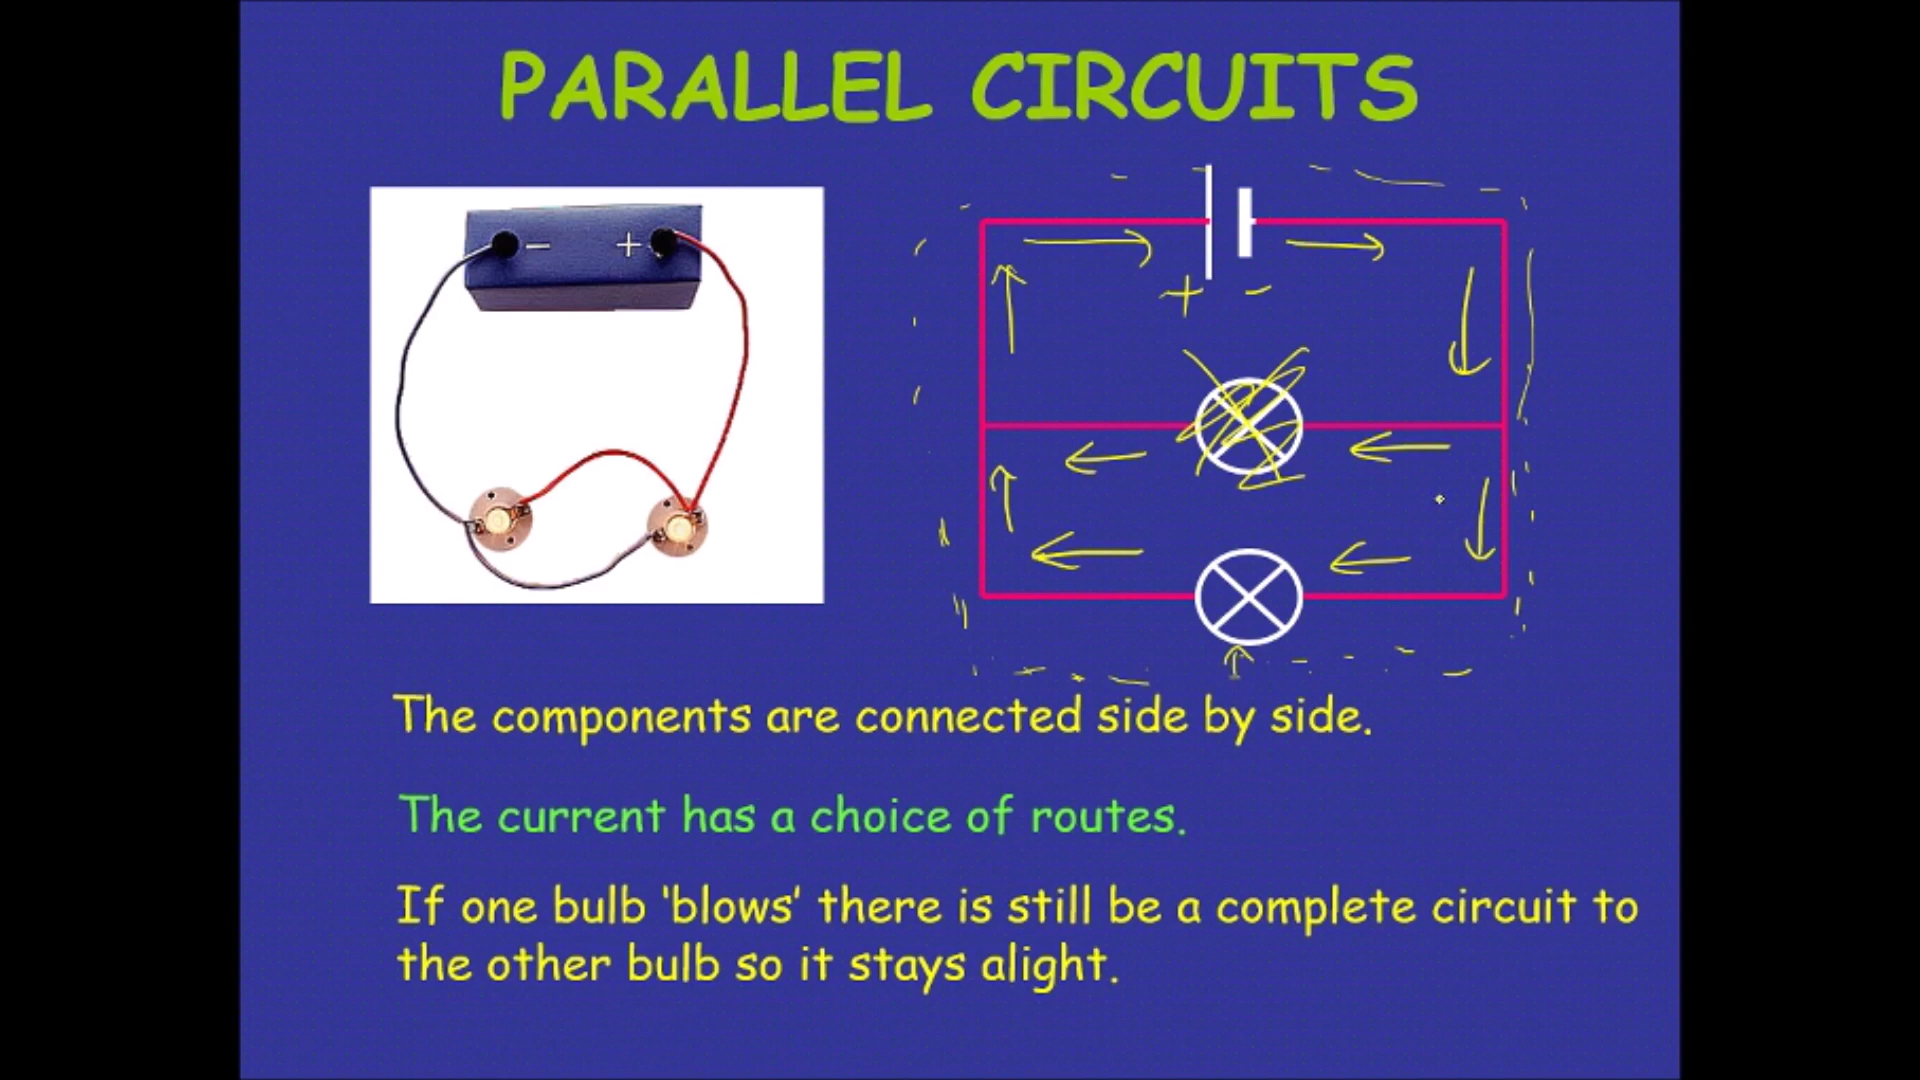 PARALLEL CIRCUITS
– +
+ -
The components are connected side by side.
The current has a choice of routes.
If one bulb 'blows' there is still be a complete circuit to
the other bulb so it stays alight.